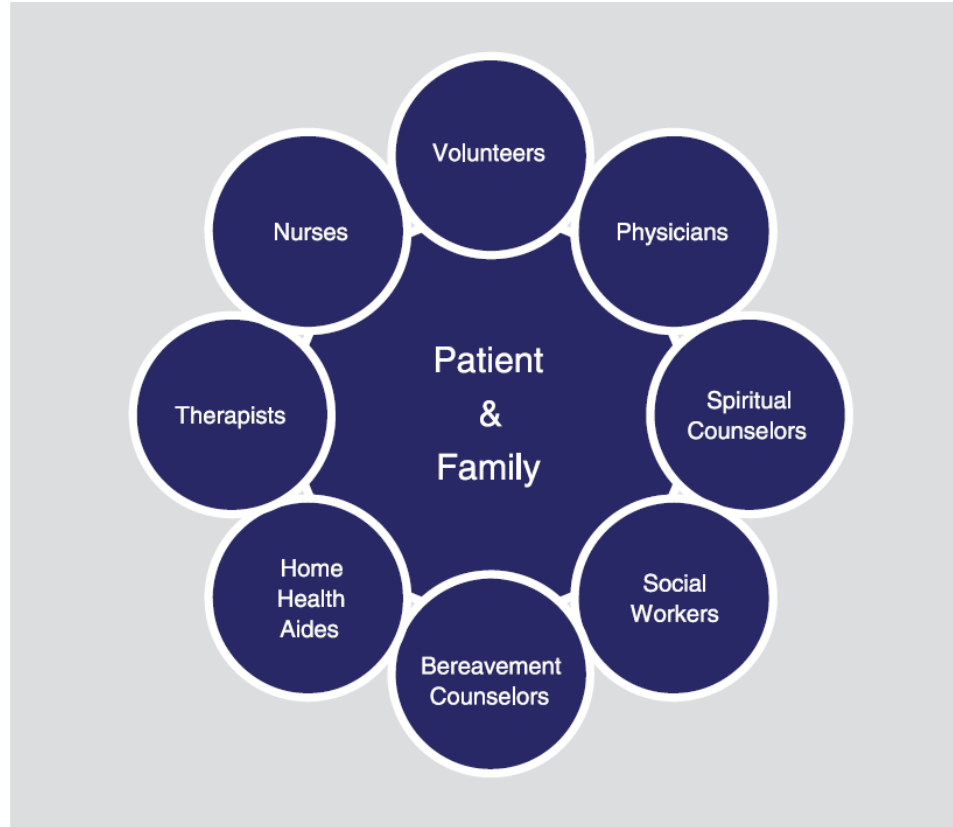 Volunteers
Physicians
Spiritual
Counselors
Social
Workers
Bereavement
Counselors
Home
Health
Aides
Therapists
Nurses
Patient
&
Family